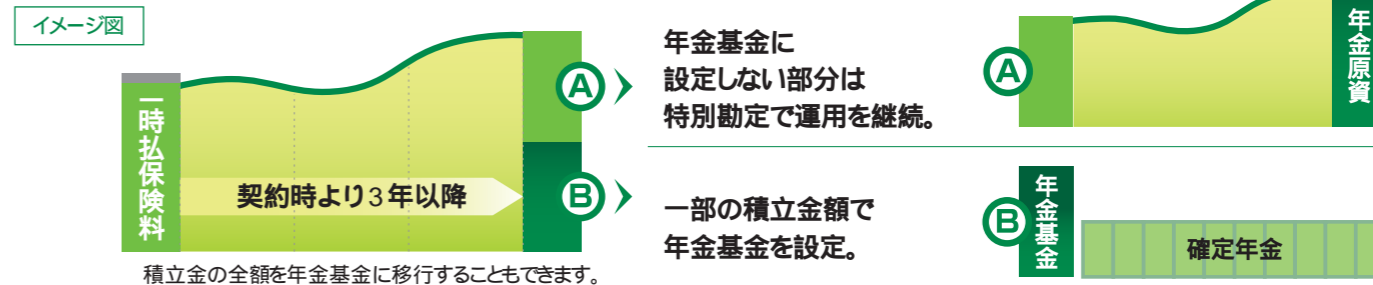 イメージ図
一時払保険料
契約時より3年以降
積立金の全額を年金基金に移行することもできます。
A
年金基金に
設定しない部分は
特別勘定で運用を継続。
A
年金原資
B
一部の積立金額で
年金基金を設定。
B
年金基金
確定年金